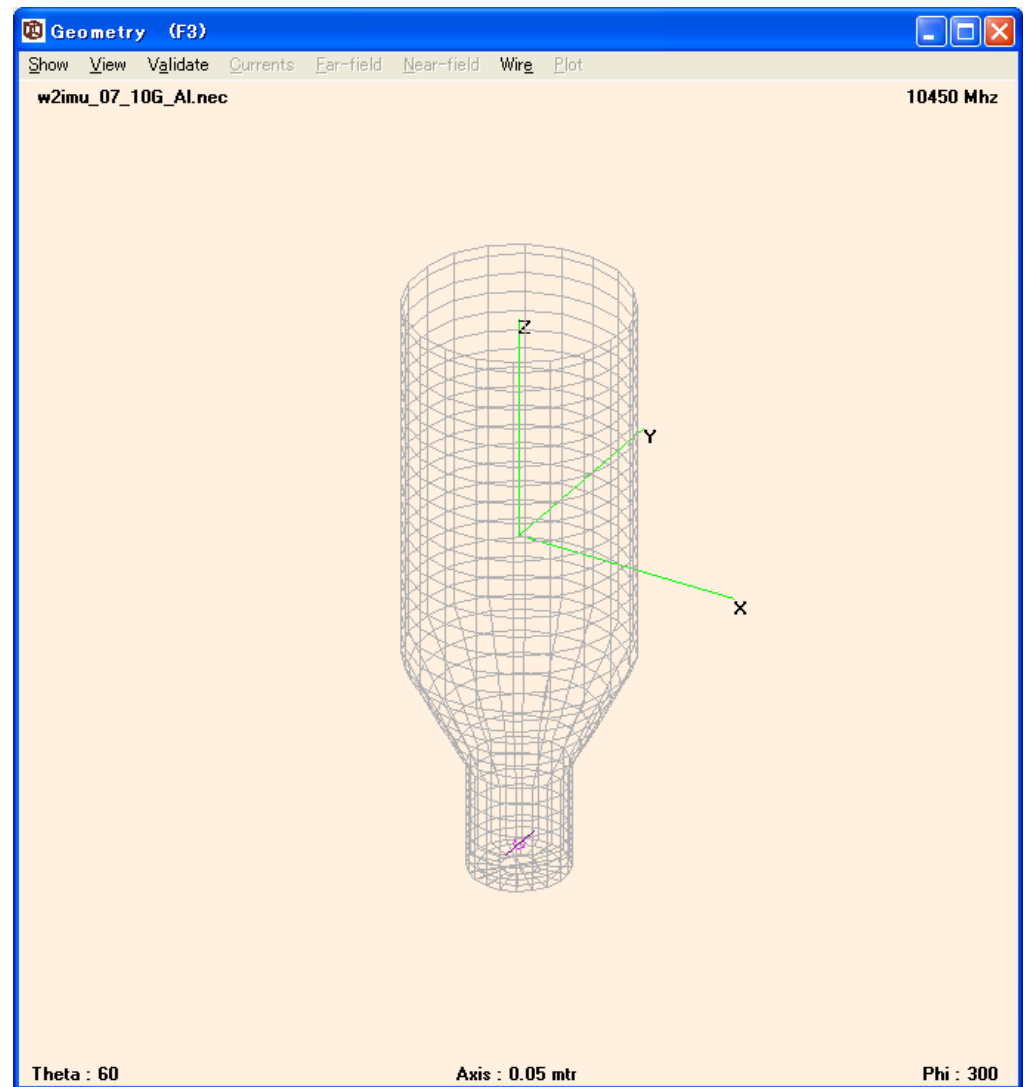 Geometry (F3)
Show View Validate Currents Far-field Near-field Wire Plot
w2imu_07_10G_Al.nec 10450 Mhz
Z
Y
X
Theta : 60 Axis : 0.05 mtr Phi : 300